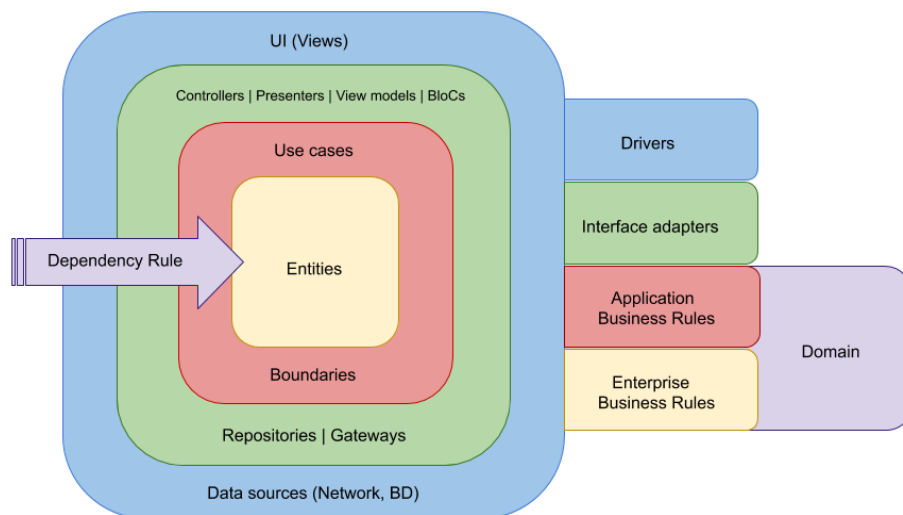 UI (Views)
Controllers | Presenters | View models | BloCs
Use cases
Drivers
Interface adapters
Dependency Rule
Entities
Application
Business Rules
Domain
Boundaries
Enterprise
Business Rules
Repositories | Gateways
Data sources (Network, BD)